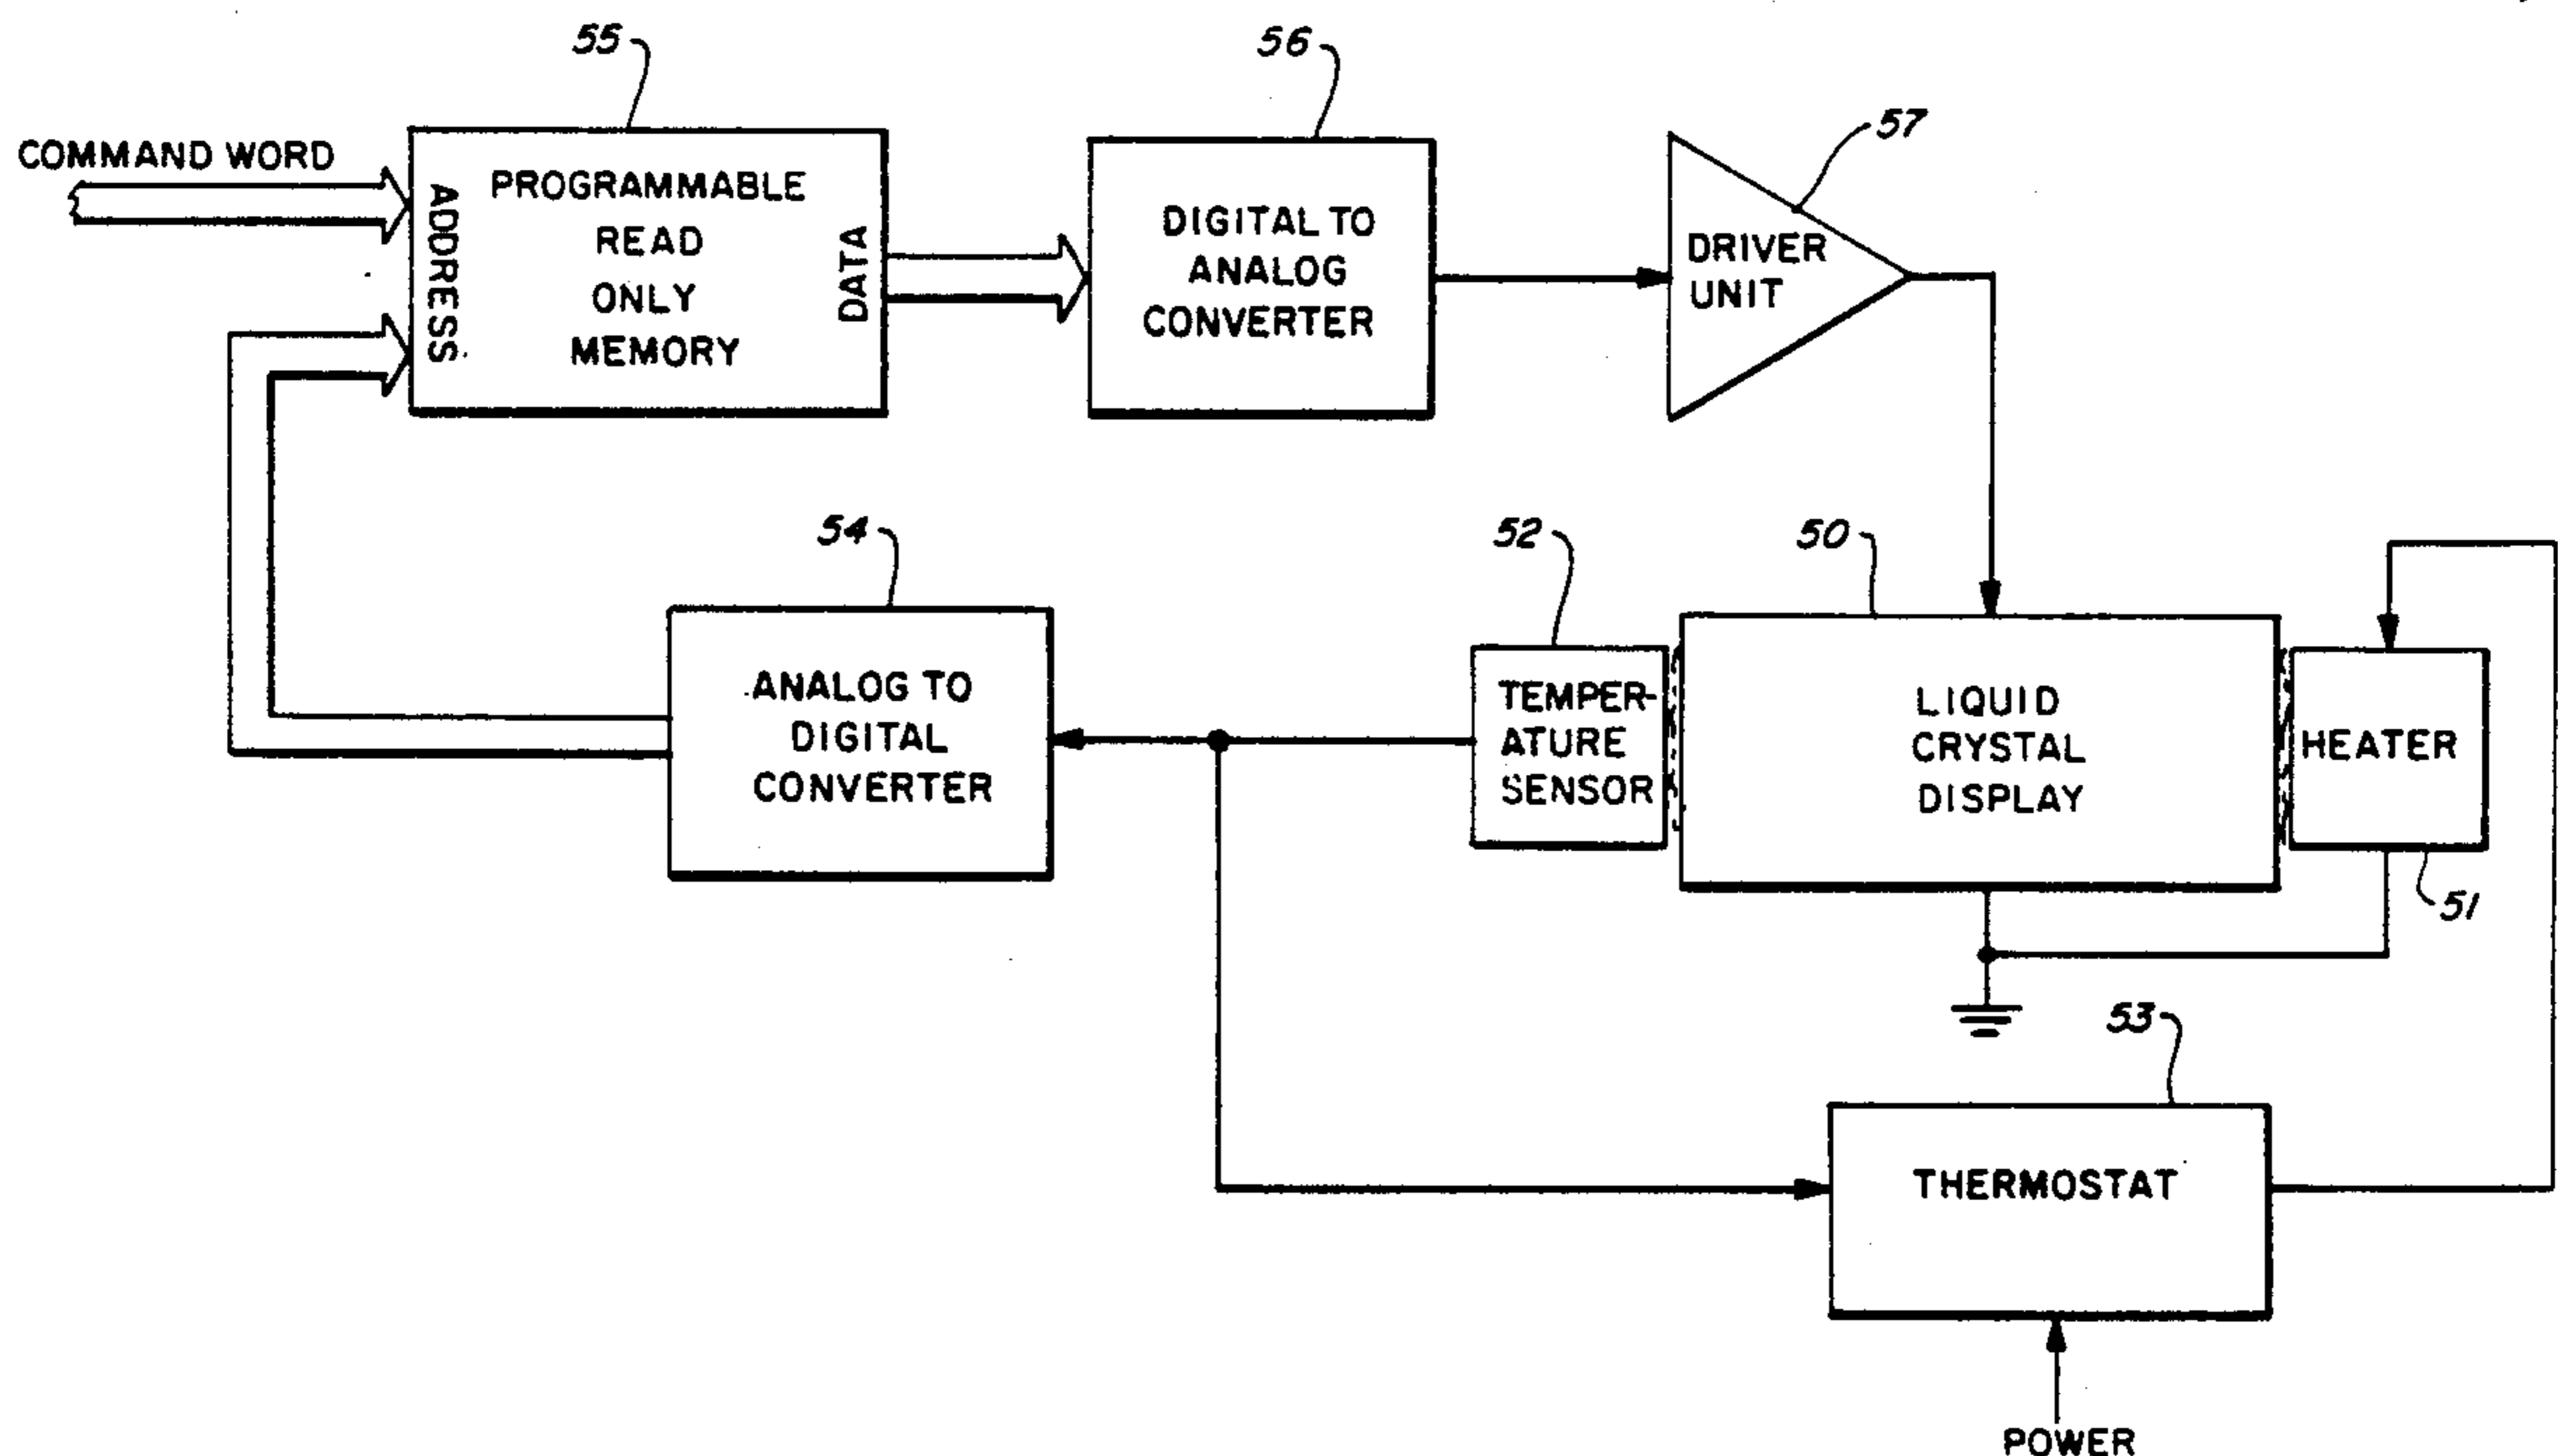 55
56
57
COMMAND WORD
ADDRESS
PROGRAMMABLE
READ
ONLY
MEMORY
DATA
DIGITAL TO
ANALOG
CONVERTER
DRIVER
UNIT
54
52
50
ANALOG TO
DIGITAL
CONVERTER
TEMPER-
ATURE
SENSOR
LIQUID
CRYSTAL
DISPLAY
HEATER
51
53
THERMOSTAT
POWER